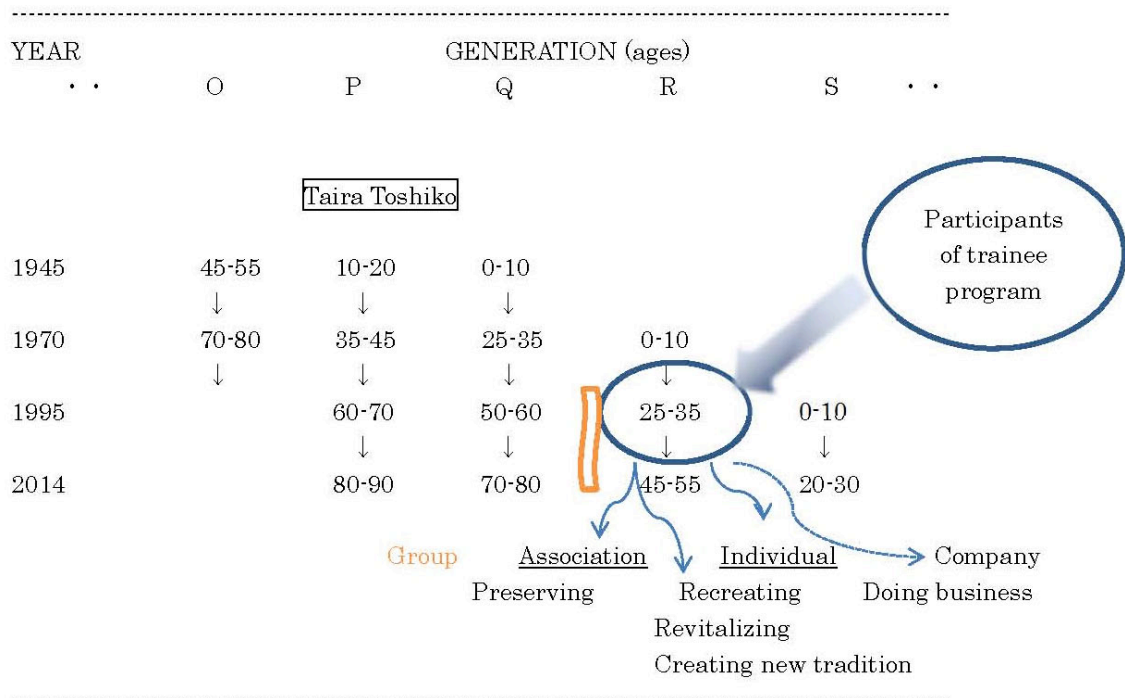 YEAR GENERATION (ages)
・・ O P Q R S ・・
Taira Toshiko
Participants
of trainee
program
1945 45-55 10-20 0-10
↓ ↓ ↓
1970 70-80 35-45 25-35 0-10
↓ ↓ ↓ ↓
1995 60-70 50-60 25-35 0-10
↓ ↓ ↓ ↓
2014 80-90 70-80 45-55 20-30
Group Association Individual Company
Preserving Recreating Doing business
Revitalizing
Creating new tradition